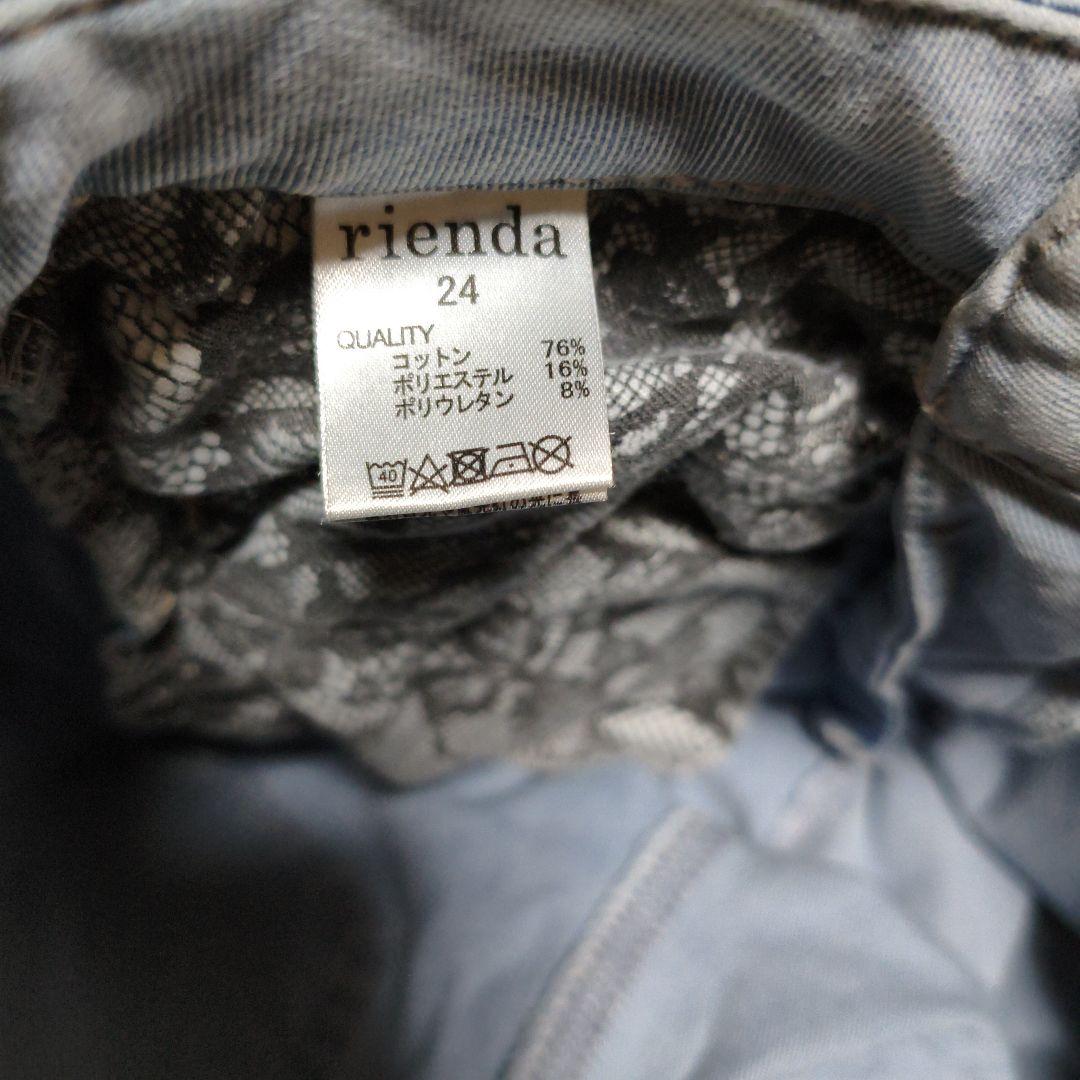 rienda
24
QUALITY
コットン 76%
ポリエステル 16%
ポリウレタン 8%
40